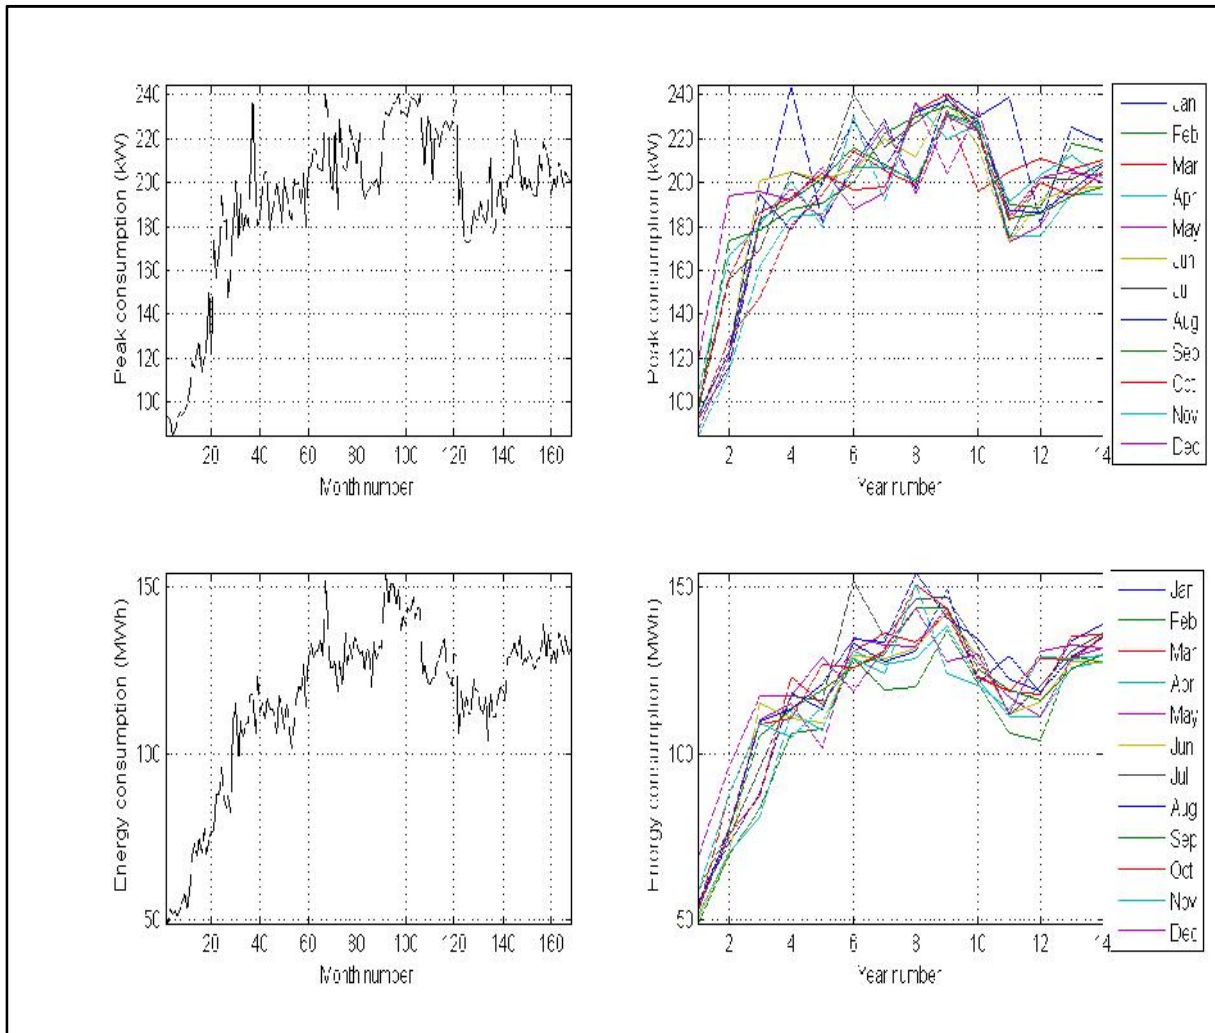 240
220
200
180
160
140
120
100
20 40 60 80 100 120 140 160
Peak consumption (kW)
Month number
240
220
200
180
160
140
120
100
2 4 6 8 10 12 14
Peak consumption (kW)
Year number
Jan
Feb
Mar
Apr
May
Jun
Jul
Aug
Sep
Oct
Nov
Dec
150
100
50
20 40 60 80 100 120 140 160
Energy consumption (MWh)
Month number
150
100
50
2 4 6 8 10 12 14
Energy consumption (MWh)
Year number
Jan
Feb
Mar
Apr
May
Jun
Jul
Aug
Sep
Oct
Nov
Dec